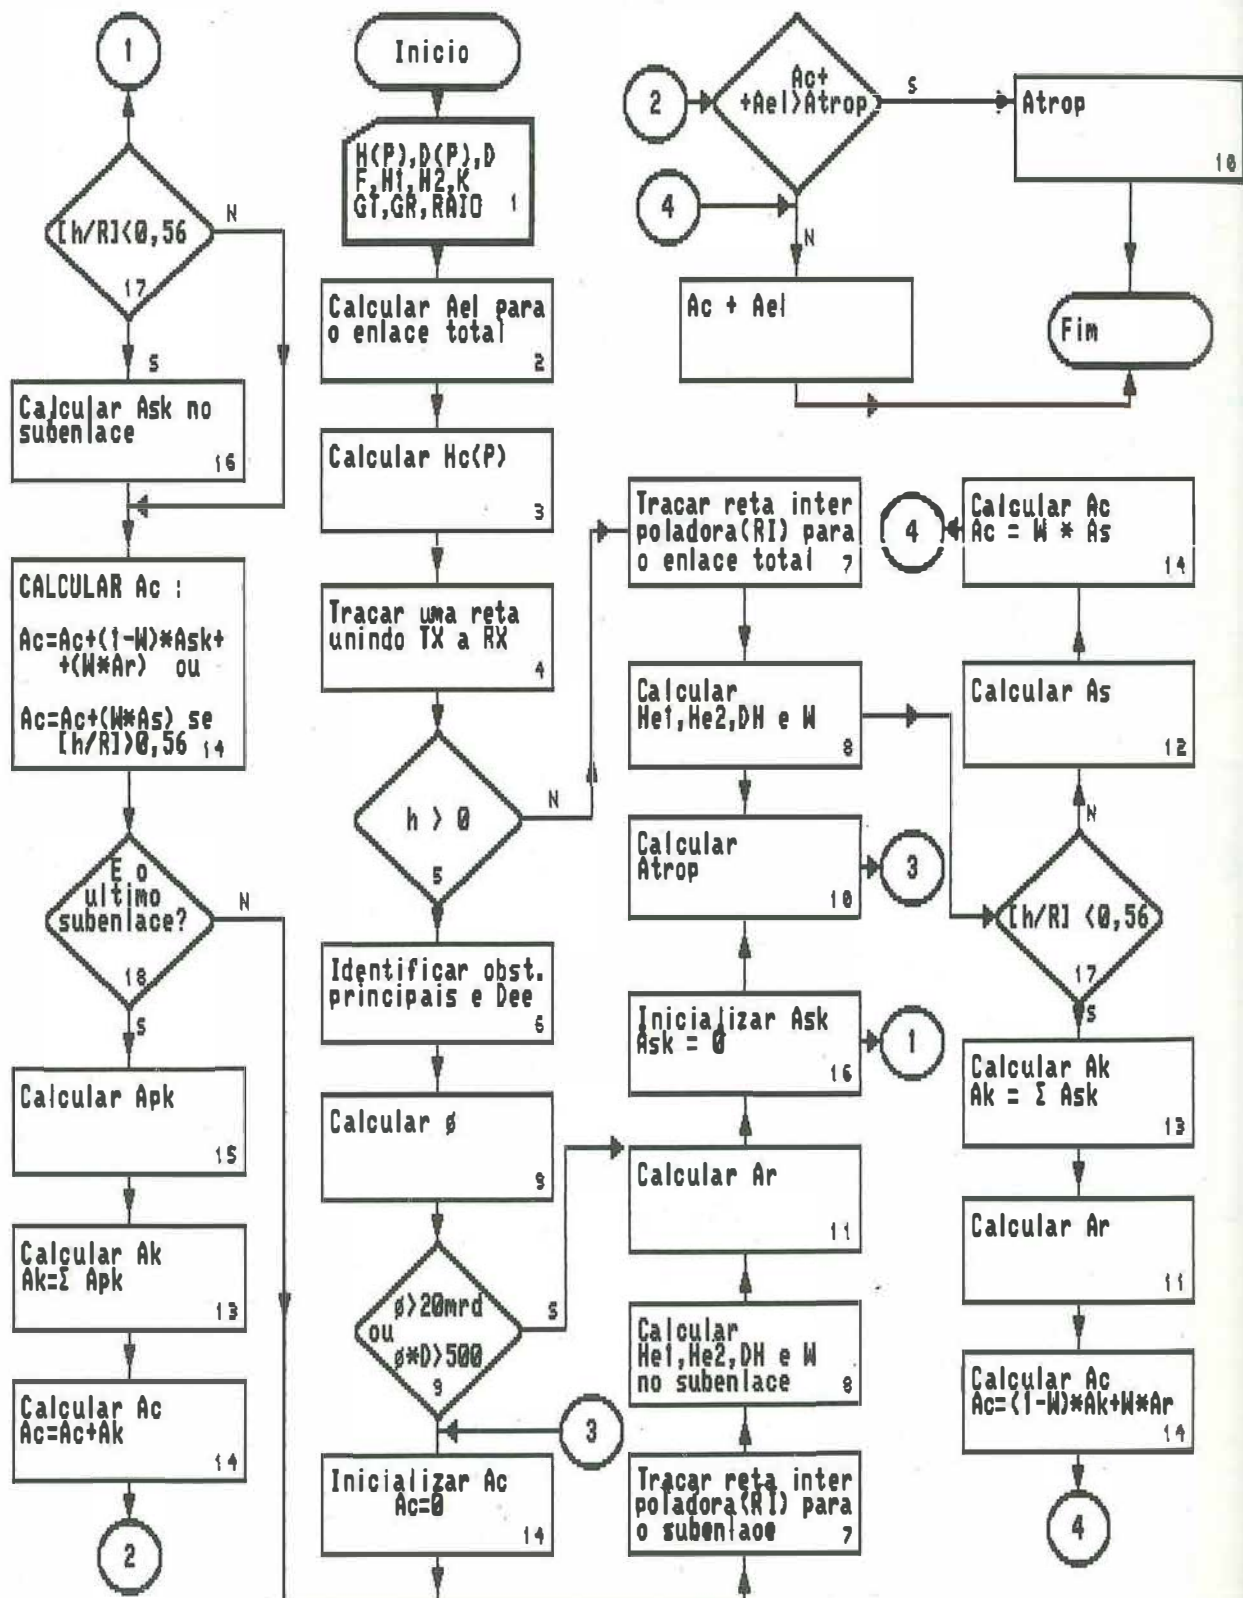 1
[h/R]<0,56
17
N
S
Calcular Ask no
subenlace
16
CALCULAR Ac :
Ac=Ac+(1-W)*Ask+
+(W*Ar) ou
Ac=Ac+(W*As) se
[h/R]>0,56 14
E o
ultimo
subenlace?
18
N
S
Calcular Apk
15
Calcular Ak
Ak=Σ Apk
13
Calcular Ac
Ac=Ac+Ak
14
2
Inicio
H(P),D(P),D
F,H1,H2,K
GT,GR,RAIO 1
Calcular Ael para
o enlace total
2
Calcular Hc(P)
3
Tracar uma reta
unindo TX a RX
4
h > 0
5
N
Identificar obst.
principais e Dee
6
Calcular ø
9
ø>20mrd
ou
ø*D>500
9
S
3
Inicializar Ac
Ac=0
14
2
Ac+
+Ael>Atrop
S
Atrop
10
4
N
Ac + Ael
Fim
Tracar reta inter
poladora(RI) para
o enlace total 7
Calcular
He1,He2,DH e W
8
Calcular
Atrop
10
3
Inicializar Ask
Ask = 0
16
1
Calcular Ar
11
Calcular
He1,He2,DH e W
no subenlace 8
Tracar reta inter
poladora(RI) para
o subenlace 7
4
Calcular Ac
Ac = W * As
14
Calcular As
12
N
[h/R] <0,56
17
S
Calcular Ak
Ak = Σ Ask
13
Calcular Ar
11
Calcular Ac
Ac=(1-W)*Ak+W*Ar
14
4